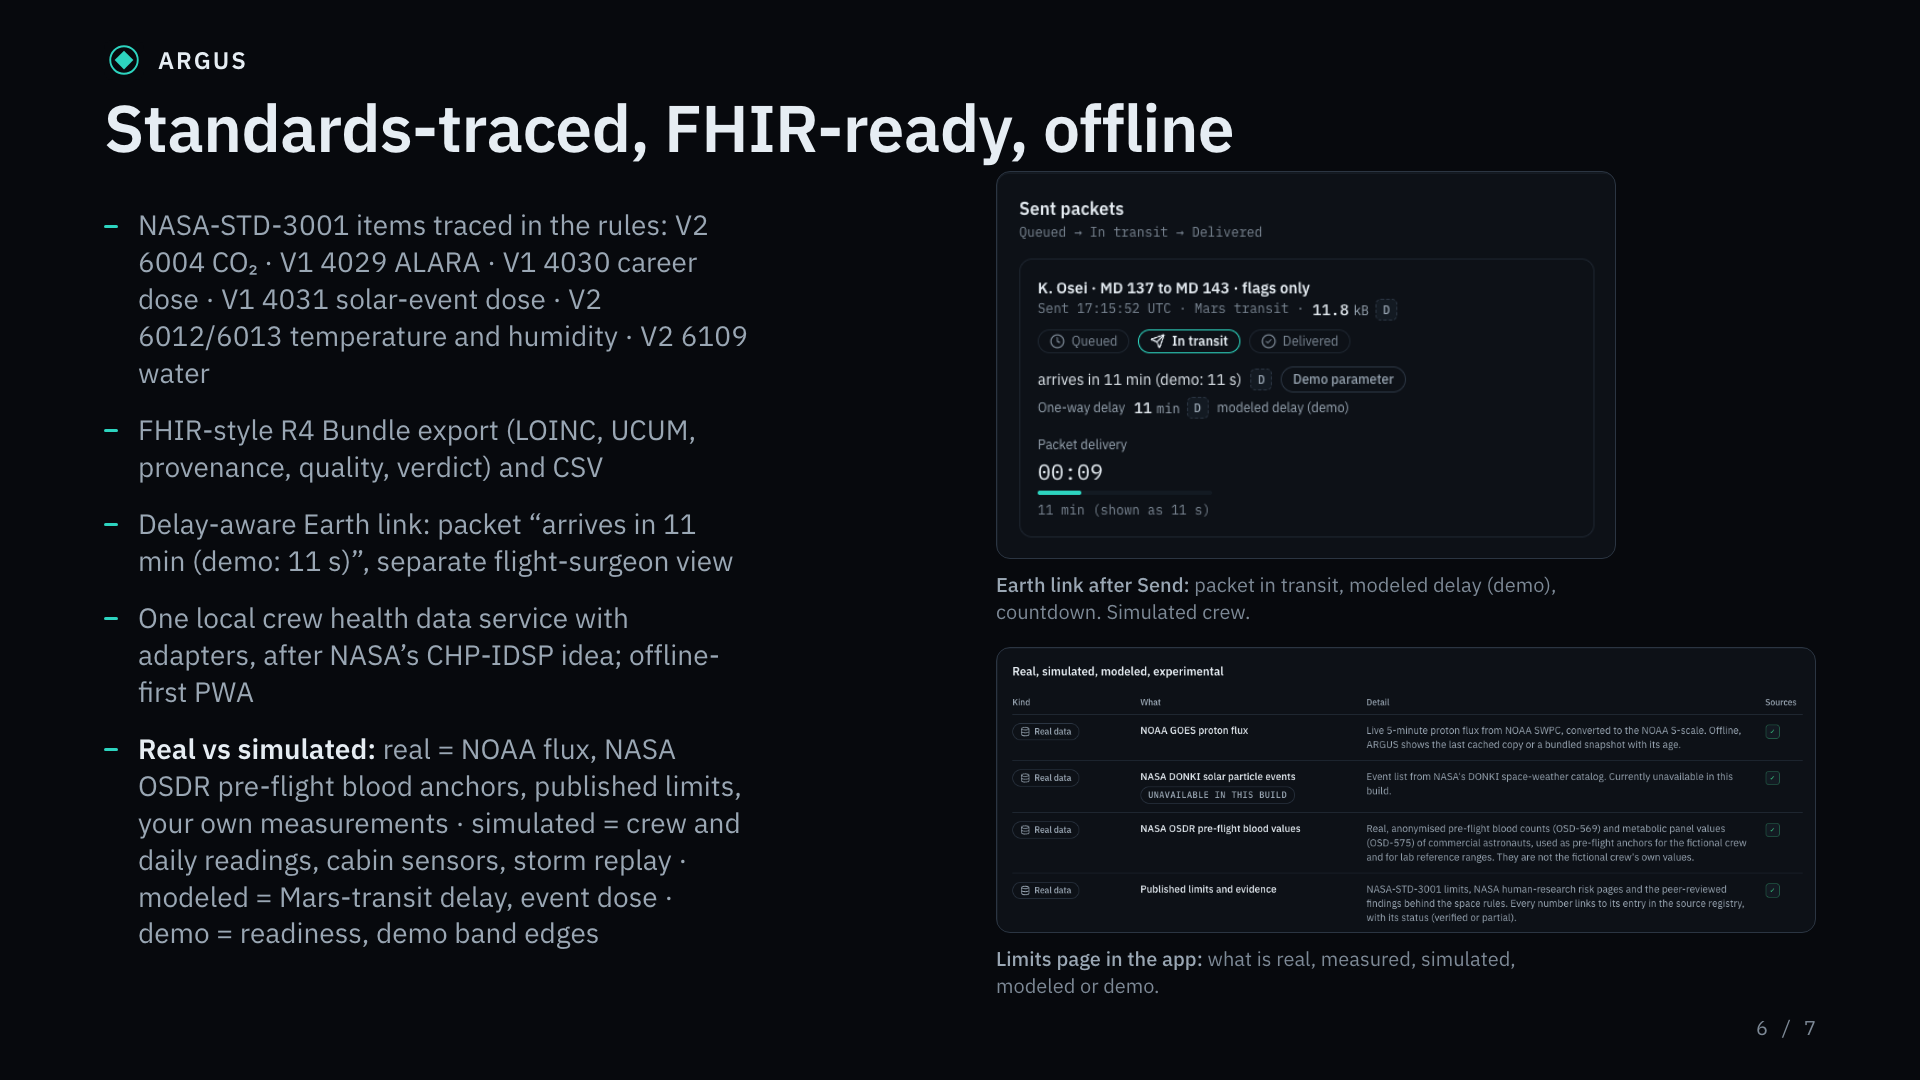 ARGUS
Standards-traced, FHIR-ready, offline
– NASA-STD-3001 items traced in the rules: V2
6004 CO₂ · V1 4029 ALARA · V1 4030 career
dose · V1 4031 solar-event dose · V2
6012/6013 temperature and humidity · V2 6109
water
– FHIR-style R4 Bundle export (LOINC, UCUM,
provenance, quality, verdict) and CSV
– Delay-aware Earth link: packet “arrives in 11
min (demo: 11 s)”, separate flight-surgeon view
– One local crew health data service with
adapters, after NASA’s CHP-IDSP idea; offline-
first PWA
– Real vs simulated: real = NOAA flux, NASA
OSDR pre-flight blood anchors, published limits,
your own measurements · simulated = crew and
daily readings, cabin sensors, storm replay ·
modeled = Mars-transit delay, event dose ·
demo = readiness, demo band edges
Sent packets
Queued → In transit → Delivered
K. Osei · MD 137 to MD 143 · flags only
Sent 17:15:52 UTC · Mars transit · 11.8 kB D
Queued In transit Delivered
arrives in 11 min (demo: 11 s) D Demo parameter
One-way delay 11 min D modeled delay (demo)
Packet delivery
00:09
11 min (shown as 11 s)
Earth link after Send: packet in transit, modeled delay (demo),
countdown. Simulated crew.
Real, simulated, modeled, experimental
Kind What Detail Sources
Real data NOAA GOES proton flux Live 5-minute proton flux from NOAA SWPC, converted to the NOAA S-scale. Offline,
ARGUS shows the last cached copy or a bundled snapshot with its age.
Real data NASA DONKI solar particle events Event list from NASA's DONKI space-weather catalog. Currently unavailable in this
UNAVAILABLE IN THIS BUILD build.
Real data NASA OSDR pre-flight blood values Real, anonymised pre-flight blood counts (OSD-569) and metabolic panel values
(OSD-575) of commercial astronauts, used as pre-flight anchors for the fictional crew
and for lab reference ranges. They are not the fictional crew's own values.
Real data Published limits and evidence NASA-STD-3001 limits, NASA human-research risk pages and the peer-reviewed
findings behind the space rules. Every number links to its entry in the source registry,
with its status (verified or partial).
Limits page in the app: what is real, measured, simulated,
modeled or demo.
6 / 7